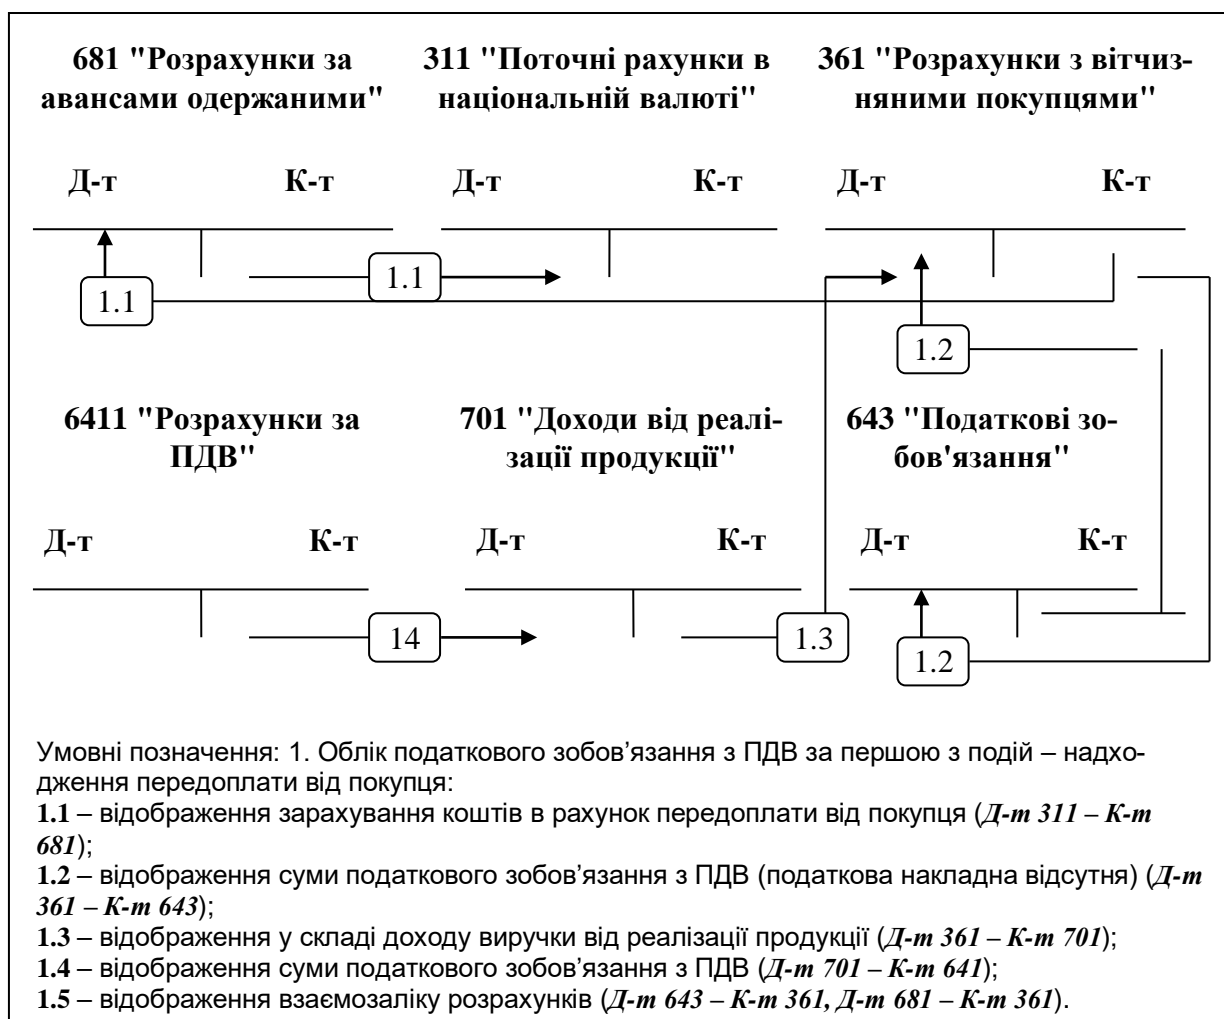 681 "Розрахунки за авансами одержаними"
311 "Поточні рахунки в національній валюті"
361 "Розрахунки з вітчиз-няними покупцями"
Д-т К-т Д-т К-т Д-т К-т
1.1
1.1
1.2
6411 "Розрахунки за ПДВ"
701 "Доходи від реалі-зації продукції"
643 "Податкові зо-бов'язання"
Д-т К-т Д-т К-т Д-т К-т
14
1.3
1.2
Умовні позначення: 1. Облік податкового зобов’язання з ПДВ за першою з подій – надхо-
дження передоплати від покупця:
1.1 – відображення зарахування коштів в рахунок передоплати від покупця (Д-т 311 – К-т
681);
1.2 – відображення суми податкового зобов’язання з ПДВ (податкова накладна відсутня) (Д-т
361 – К-т 643);
1.3 – відображення у складі доходу виручки від реалізації продукції (Д-т 361 – К-т 701);
1.4 – відображення суми податкового зобов’язання з ПДВ (Д-т 701 – К-т 641);
1.5 – відображення взаємозаліку розрахунків (Д-т 643 – К-т 361, Д-т 681 – К-т 361).